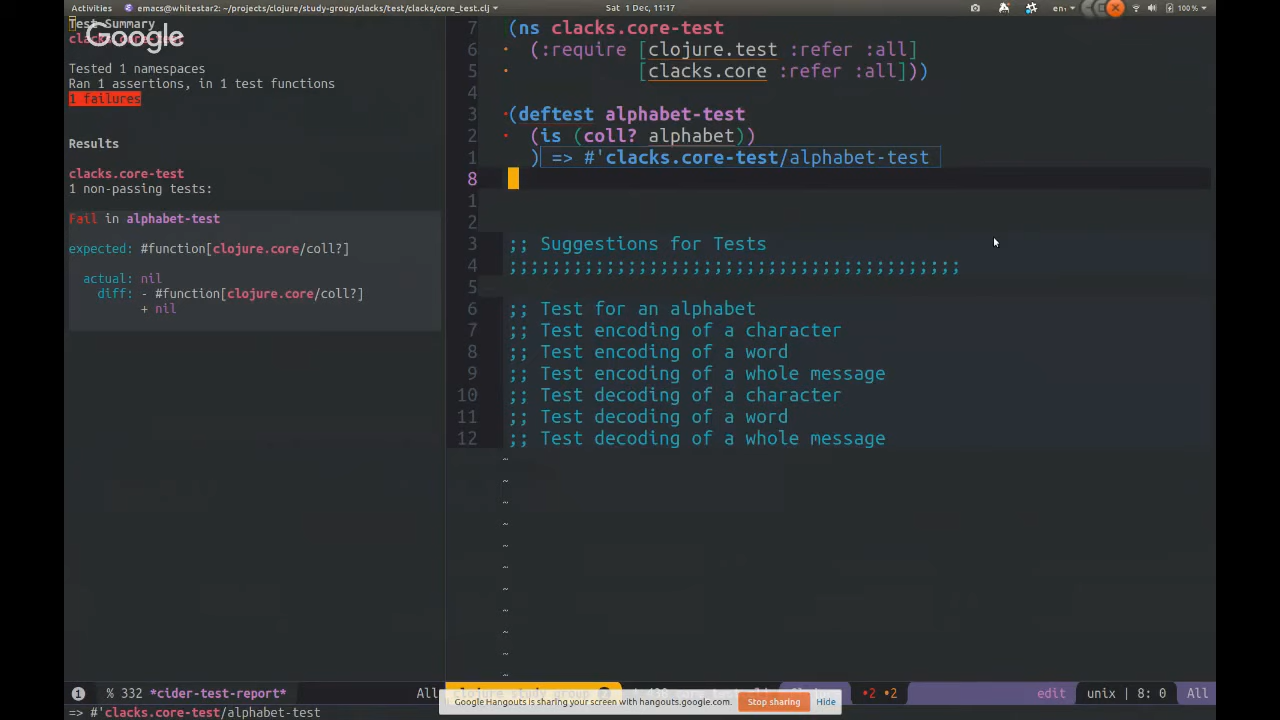 Activities emacs@whitestar2: ~/projects/clojure/study-group/clacks/test/clacks/core_test.clj Sat 1 Dec, 11:17 en 100%
Test Summary
Google
Tested 1 namespaces
Ran 1 assertions, in 1 test functions
1 failures
Results
clacks.core-test
1 non-passing tests:
Fail in alphabet-test
expected: #function[clojure.core/coll?]
actual: nil
diff: - #function[clojure.core/coll?]
+ nil
% 332 *cider-test-report* All
7 (ns clacks.core-test
6 (:require [clojure.test :refer :all]
5 [clacks.core :refer :all]))
4
3 (deftest alphabet-test
2 (is (coll? alphabet))
1 ) => #'clacks.core-test/alphabet-test
8
1
2
3 ;; Suggestions for Tests
4 ;;;;;;;;;;;;;;;;;;;;;;;;;;;;;;;;;;;;;;;;;;
5
6 ;; Test for an alphabet
7 ;; Test encoding of a character
8 ;; Test encoding of a word
9 ;; Test encoding of a whole message
10 ;; Test decoding of a character
11 ;; Test decoding of a word
12 ;; Test decoding of a whole message
~
~
~
~
~
~
~
~
~
~
•2 •2 edit unix | 8: 0 All
Google Hangouts is sharing your screen with hangouts.google.com. Stop sharing Hide
=> #'clacks.core-test/alphabet-test